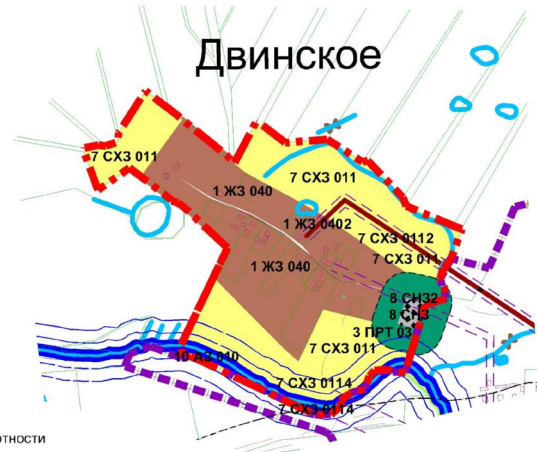 Двинское
7 СХЗ 011
7 СХЗ 011
1 ЖЗ 040
1 ЖЗ 0402
7 СХЗ 0112
7 СХЗ 011
1 ЖЗ 040
8 СНЗ2
8 СНЗ
3 ПРТ 03
7 СХЗ 011
10 АЗ 010
7 СХЗ 0114
7 СХЗ 0114
отности